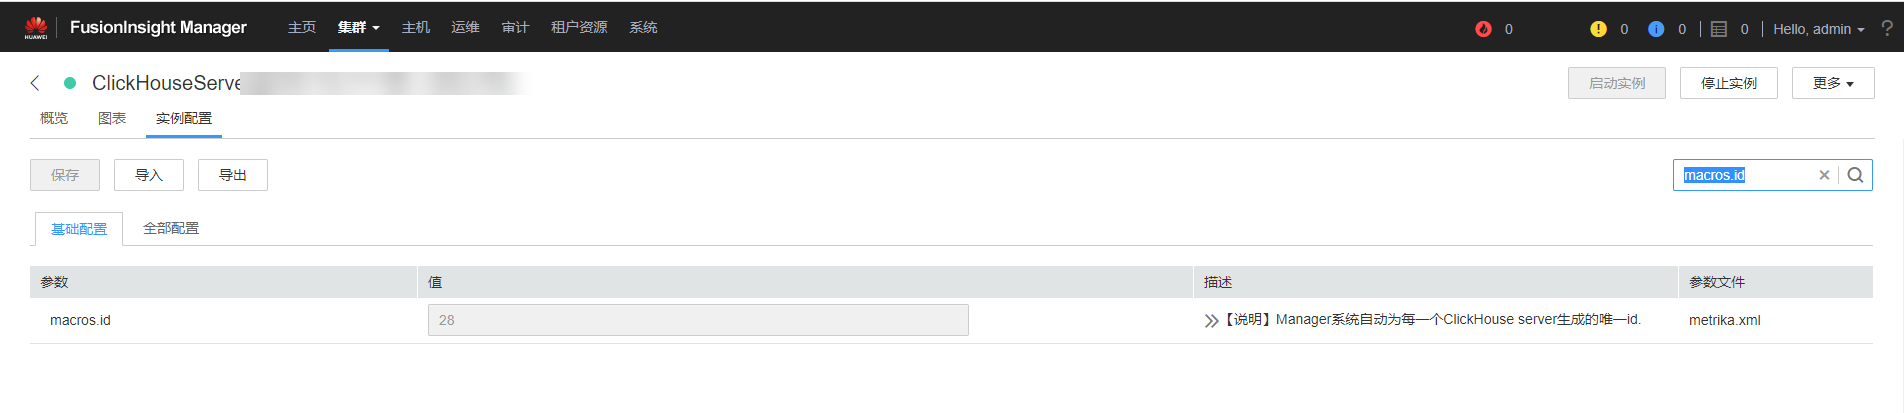 HUAWEI FusionInsight Manager 主页 集群 主机 运维 审计 租户资源 系统 0 0 0 0 Hello, admin ?
ClickHouseServe 启动实例 停止实例 更多
概览 图表 实例配置
保存 导入 导出 macros.id
基础配置 全部配置
参数 值 描述 参数文件
macros.id 28 【说明】Manager系统自动为每一个ClickHouse server生成的唯一id. metrika.xml